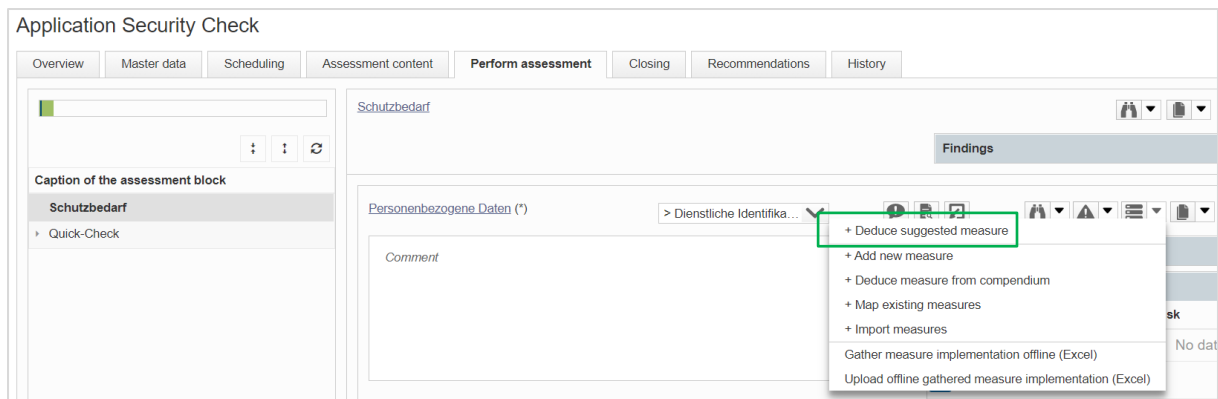 Application Security Check
Overview Master data Scheduling Assessment content Perform assessment Closing Recommendations History
Schutzbedarf
Findings
Caption of the assessment block
Schutzbedarf
Quick-Check
Personenbezogene Daten (*)
> Dienstliche Identifika...
Comment
+ Deduce suggested measure
+ Add new measure
+ Deduce measure from compendium
+ Map existing measures
+ Import measures
Gather measure implementation offline (Excel)
Upload offline gathered measure implementation (Excel)
sk
No dat